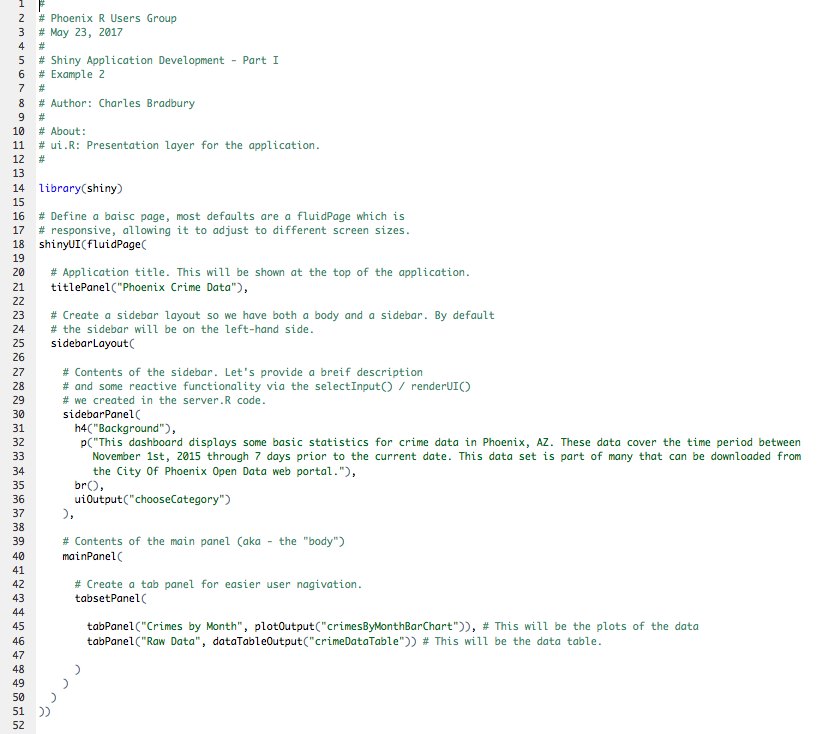 1 #
2 # Phoenix R Users Group
3 # May 23, 2017
4 #
5 # Shiny Application Development - Part I
6 # Example 2
7 #
8 # Author: Charles Bradbury
9 #
10 # About:
11 # ui.R: Presentation layer for the application.
12 #
13
14 library(shiny)
15
16 # Define a baisc page, most defaults are a fluidPage which is
17 # responsive, allowing it to adjust to different screen sizes.
18 shinyUI(fluidPage(
19
20   # Application title. This will be shown at the top of the application.
21   titlePanel("Phoenix Crime Data"),
22
23   # Create a sidebar layout so we have both a body and a sidebar. By default
24   # the sidebar will be on the left-hand side.
25   sidebarLayout(
26
27     # Contents of the sidebar. Let's provide a breif description
28     # and some reactive functionality via the selectInput() / renderUI()
29     # we created in the server.R code.
30     sidebarPanel(
31       h4("Background"),
32        p("This dashboard displays some basic statistics for crime data in Phoenix, AZ. These data cover the time period between
33          November 1st, 2015 through 7 days prior to the current date. This data set is part of many that can be downloaded from
34          the City Of Phoenix Open Data web portal."),
35       br(),
36       uiOutput("chooseCategory")
37     ),
38
39     # Contents of the main panel (aka - the "body")
40     mainPanel(
41
42       # Create a tab panel for easier user nagivation.
43       tabsetPanel(
44
45         tabPanel("Crimes by Month", plotOutput("crimesByMonthBarChart")), # This will be the plots of the data
46         tabPanel("Raw Data", dataTableOutput("crimeDataTable")) # This will be the data table.
47
48       )
49     )
50   )
51 ))
52